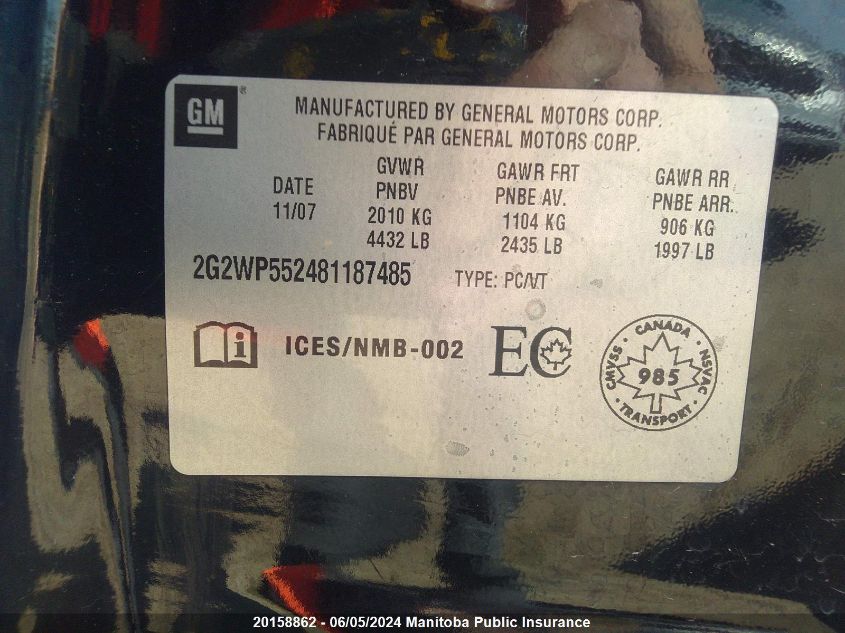 GM®
MANUFACTURED BY GENERAL MOTORS CORP.
FABRIQUÉ PAR GENERAL MOTORS CORP.
DATE
11/07
GVWR
PNBV
2010 KG
4432 LB
GAWR FRT
PNBE AV.
1104 KG
2435 LB
GAWR RR
PNBE ARR.
906 KG
1997 LB
2G2WP552481187485 TYPE: PC/VT
i ICES/NMB-002 EC
CMVSS • CANADA • NSVAC • TRANSPORT •
985
20158862 - 06/05/2024 - Manitoba Public Insurance